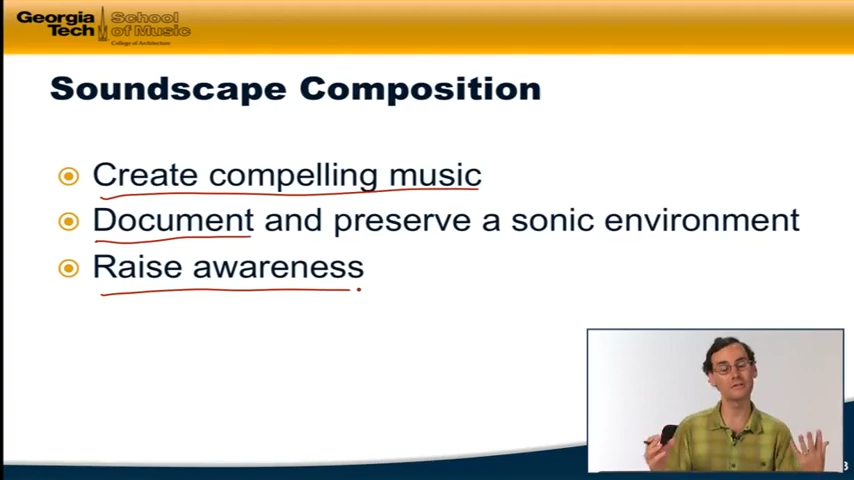 Georgia School
Tech of Music
College of Architecture
Soundscape Composition
Create compelling music
Document and preserve a sonic environment
Raise awareness
3